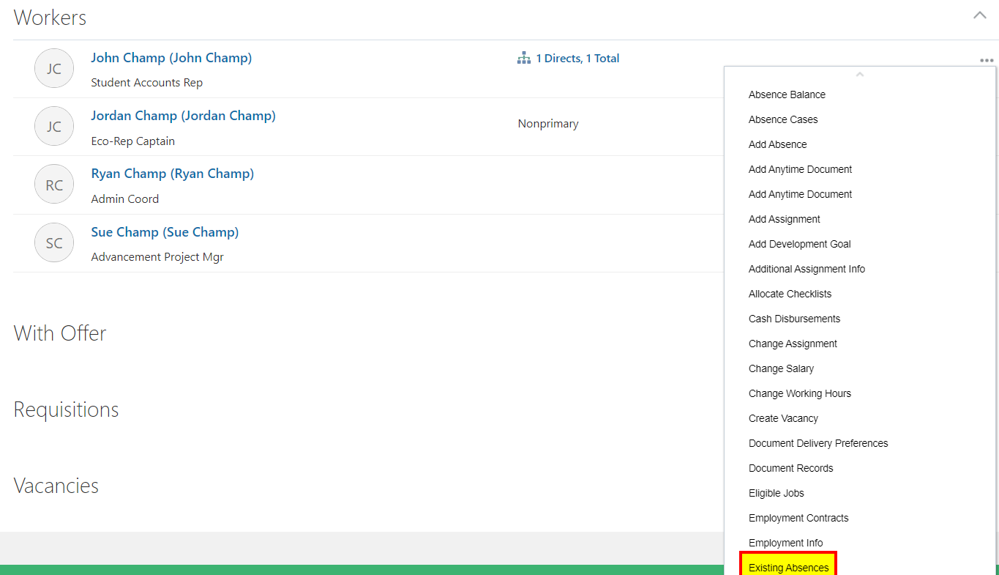 Workers
JC
John Champ (John Champ)
1 Directs, 1 Total
Student Accounts Rep
JC
Jordan Champ (Jordan Champ)
Nonprimary
Eco-Rep Captain
RC
Ryan Champ (Ryan Champ)
Admin Coord
SC
Sue Champ (Sue Champ)
Advancement Project Mgr
With Offer
Requisitions
Vacancies
Absence Balance
Absence Cases
Add Absence
Add Anytime Document
Add Anytime Document
Add Assignment
Add Development Goal
Additional Assignment Info
Allocate Checklists
Cash Disbursements
Change Assignment
Change Salary
Change Working Hours
Create Vacancy
Document Delivery Preferences
Document Records
Eligible Jobs
Employment Contracts
Employment Info
Existing Absences